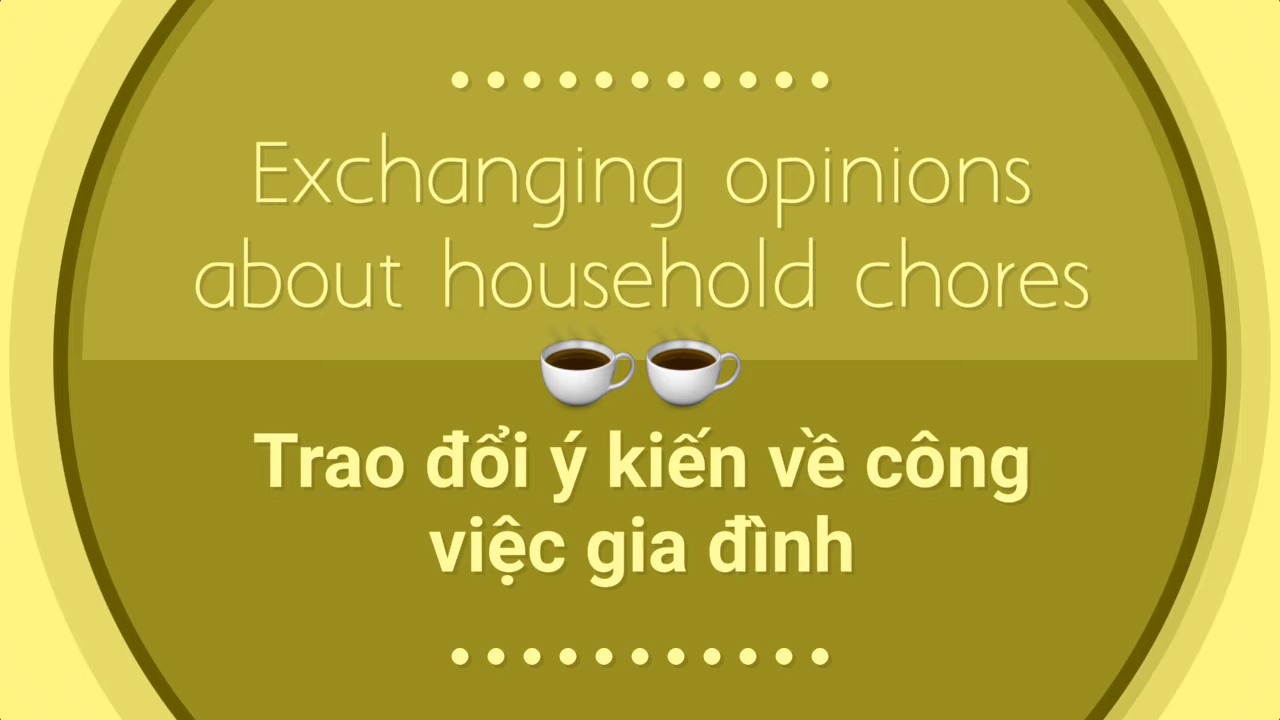 Exchanging opinions
about household chores
Trao đổi ý kiến về công
việc gia đình